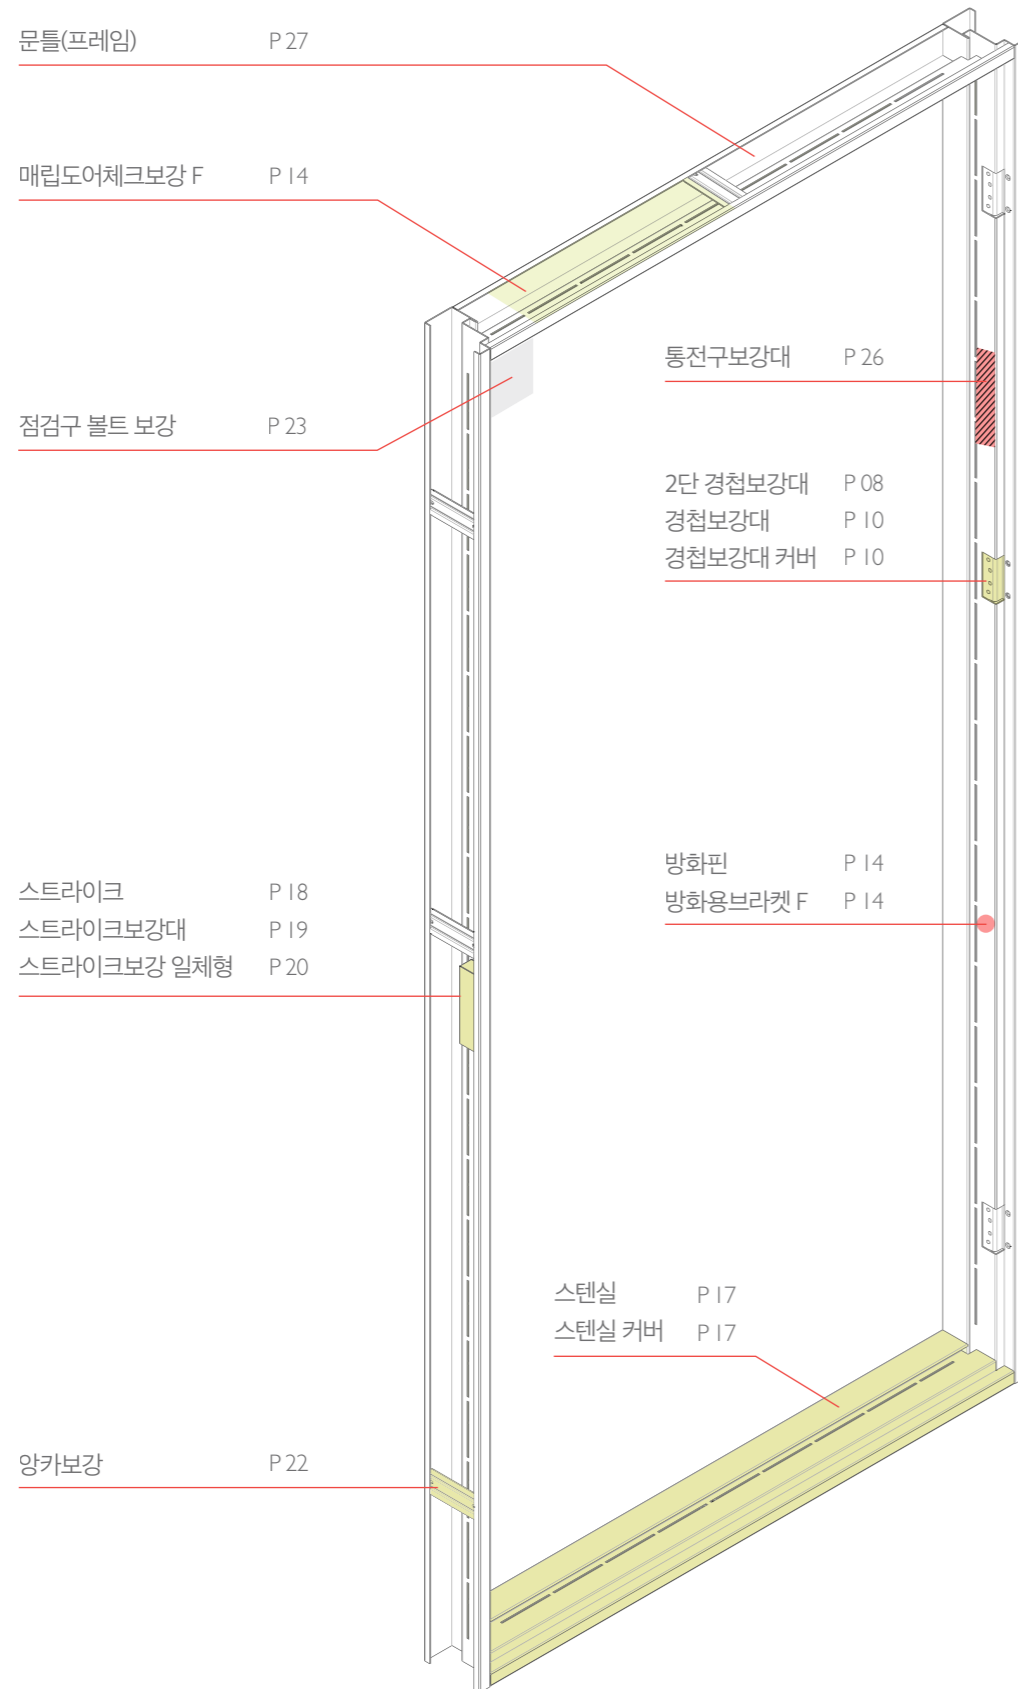 문틀(프레임) P 27
매립도어체크보강 F P 14
점검구 볼트 보강 P 23
통전구보강대 P 26
2단 경첩보강대 P 08
경첩보강대 P 10
경첩보강대 커버 P 10
스트라이크 P 18
스트라이크보강대 P 19
스트라이크보강 일체형 P 20
방화핀 P 14
방화용브라켓 F P 14
스텐실 P 17
스텐실 커버 P 17
앙카보강 P 22